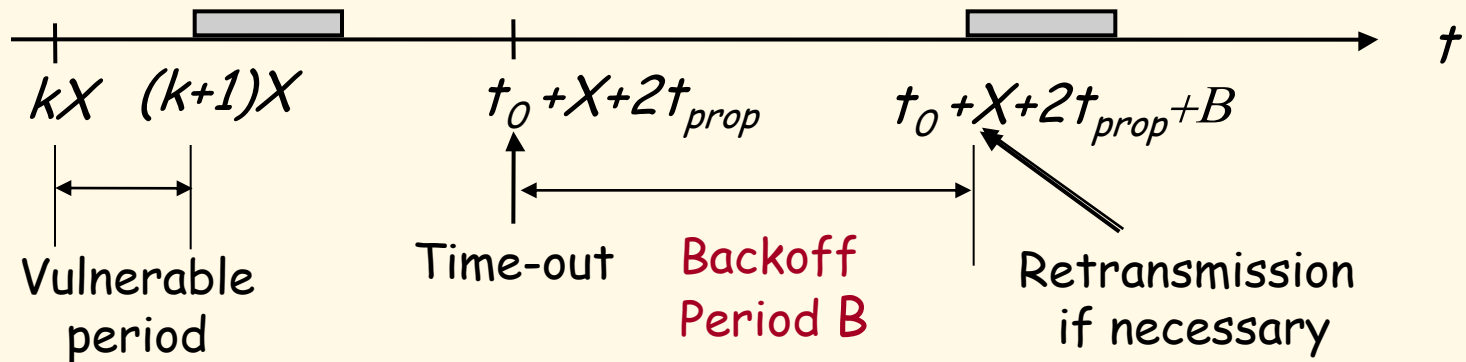 t
kX (k+1)X t0 +X+2tprop t0 +X+2tprop+B
Vulnerable
period
Time-out
Backoff
Period B
Retransmission
if necessary